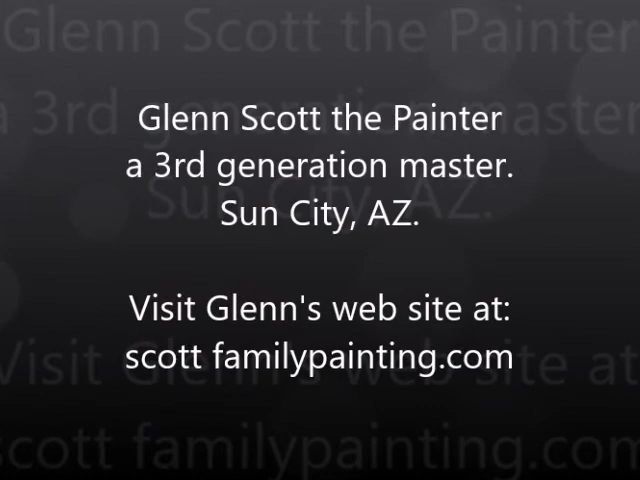 Glenn Scott the Painter
a 3rd generation master.
Sun City, AZ.
Visit Glenn's web site at:
scott familypainting.com